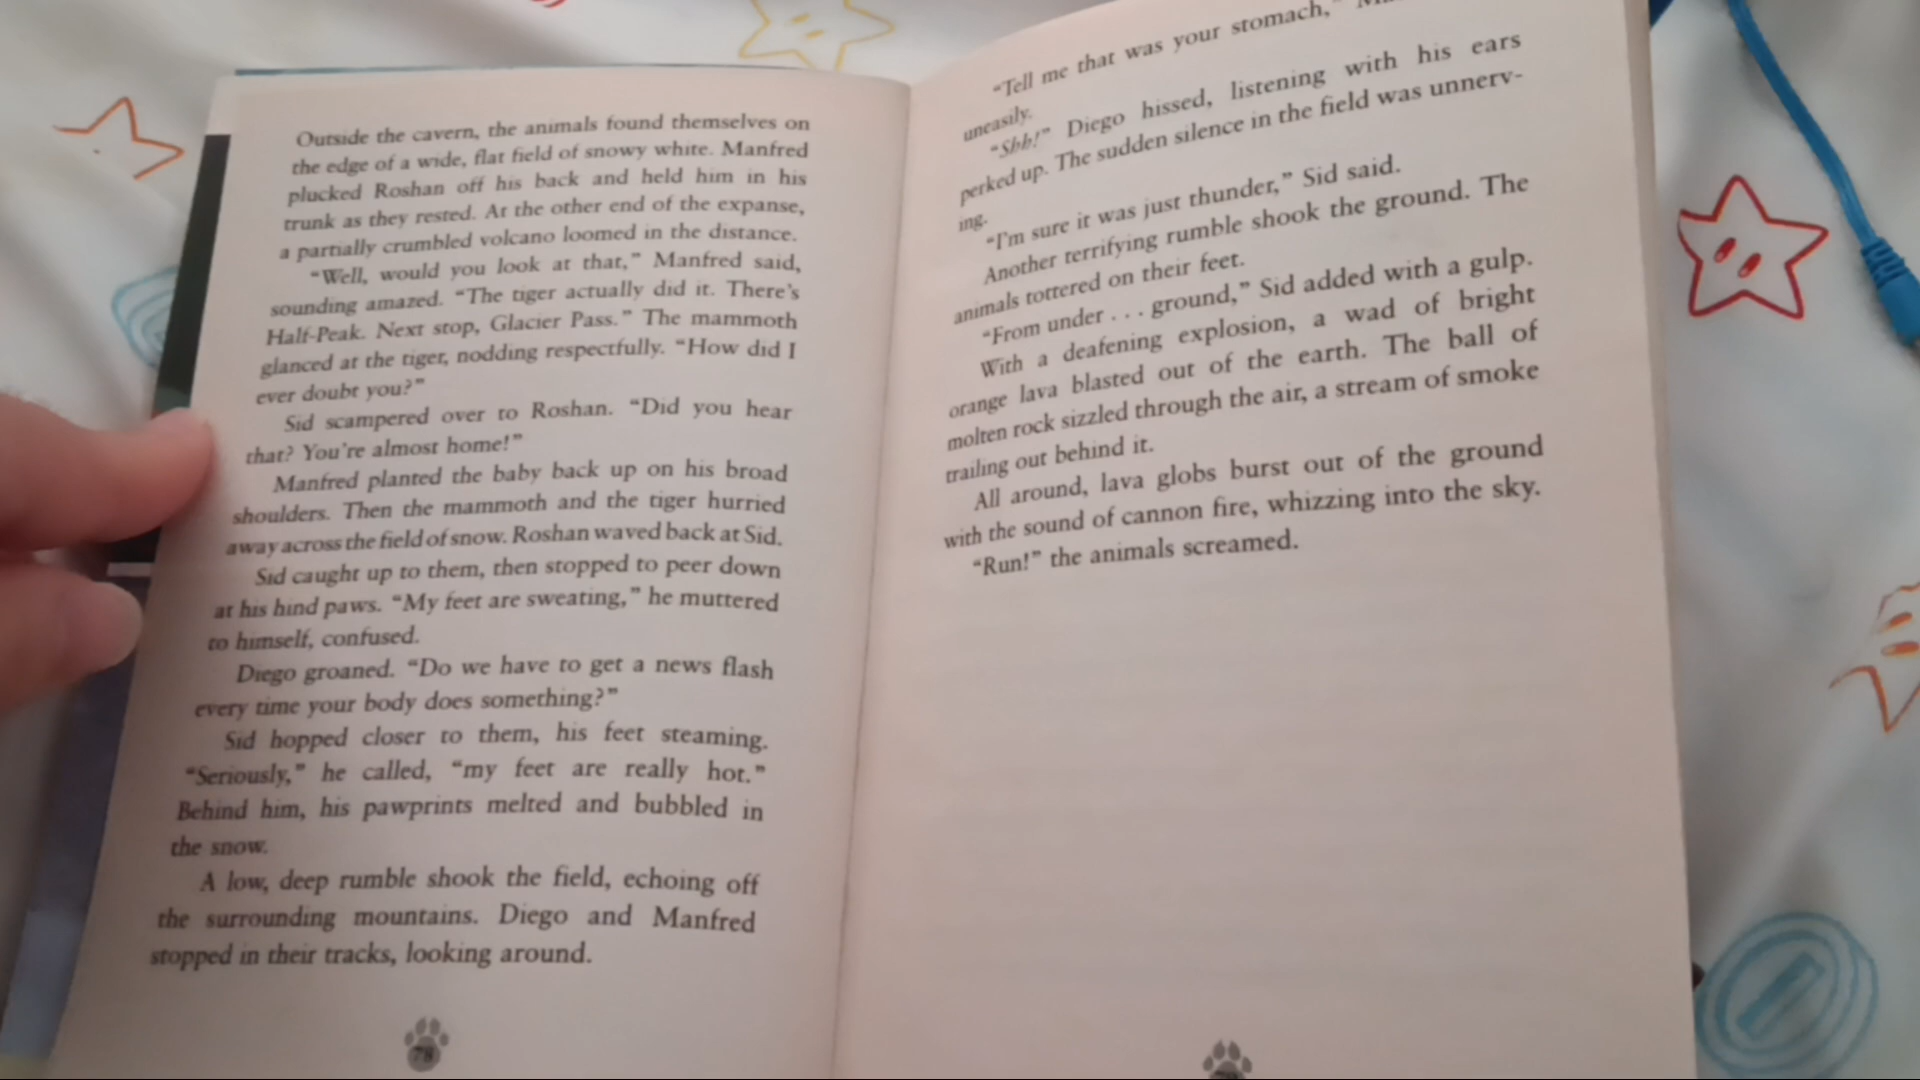 Outside the cavern, the animals found themselves on
the edge of a wide, flat field of snowy white. Manfred
plucked Roshan off his back and held him in his
trunk as they rested. At the other end of the expanse,
a partially crumbled volcano loomed in the distance.
“Well, would you look at that,” Manfred said,
sounding amazed. “The tiger actually did it. There’s
Half-Peak. Next stop, Glacier Pass.” The mammoth
glanced at the tiger, nodding respectfully. “How did I
ever doubt you?”
Sid scampered over to Roshan. “Did you hear
that? You’re almost home!”
Manfred planted the baby back up on his broad
shoulders. Then the mammoth and the tiger hurried
away across the field of snow. Roshan waved back at Sid.
Sid caught up to them, then stopped to peer down
at his hind paws. “My feet are sweating,” he muttered
to himself, confused.
Diego groaned. “Do we have to get a news flash
every time your body does something?”
Sid hopped closer to them, his feet steaming.
“Seriously,” he called, “my feet are really hot.”
Behind him, his pawprints melted and bubbled in
the snow.
A low, deep rumble shook the field, echoing off
the surrounding mountains. Diego and Manfred
stopped in their tracks, looking around.
78
“Tell me that was your stomach,”
uneasily.
“Shh!” Diego hissed, listening with his ears
perked up. The sudden silence in the field was unnerv-
ing.
“I’m sure it was just thunder,” Sid said.
Another terrifying rumble shook the ground. The
animals tottered on their feet.
“From under . . . ground,” Sid added with a gulp.
With a deafening explosion, a wad of bright
orange lava blasted out of the earth. The ball of
molten rock sizzled through the air, a stream of smoke
trailing out behind it.
All around, lava globs burst out of the ground
with the sound of cannon fire, whizzing into the sky.
“Run!” the animals screamed.